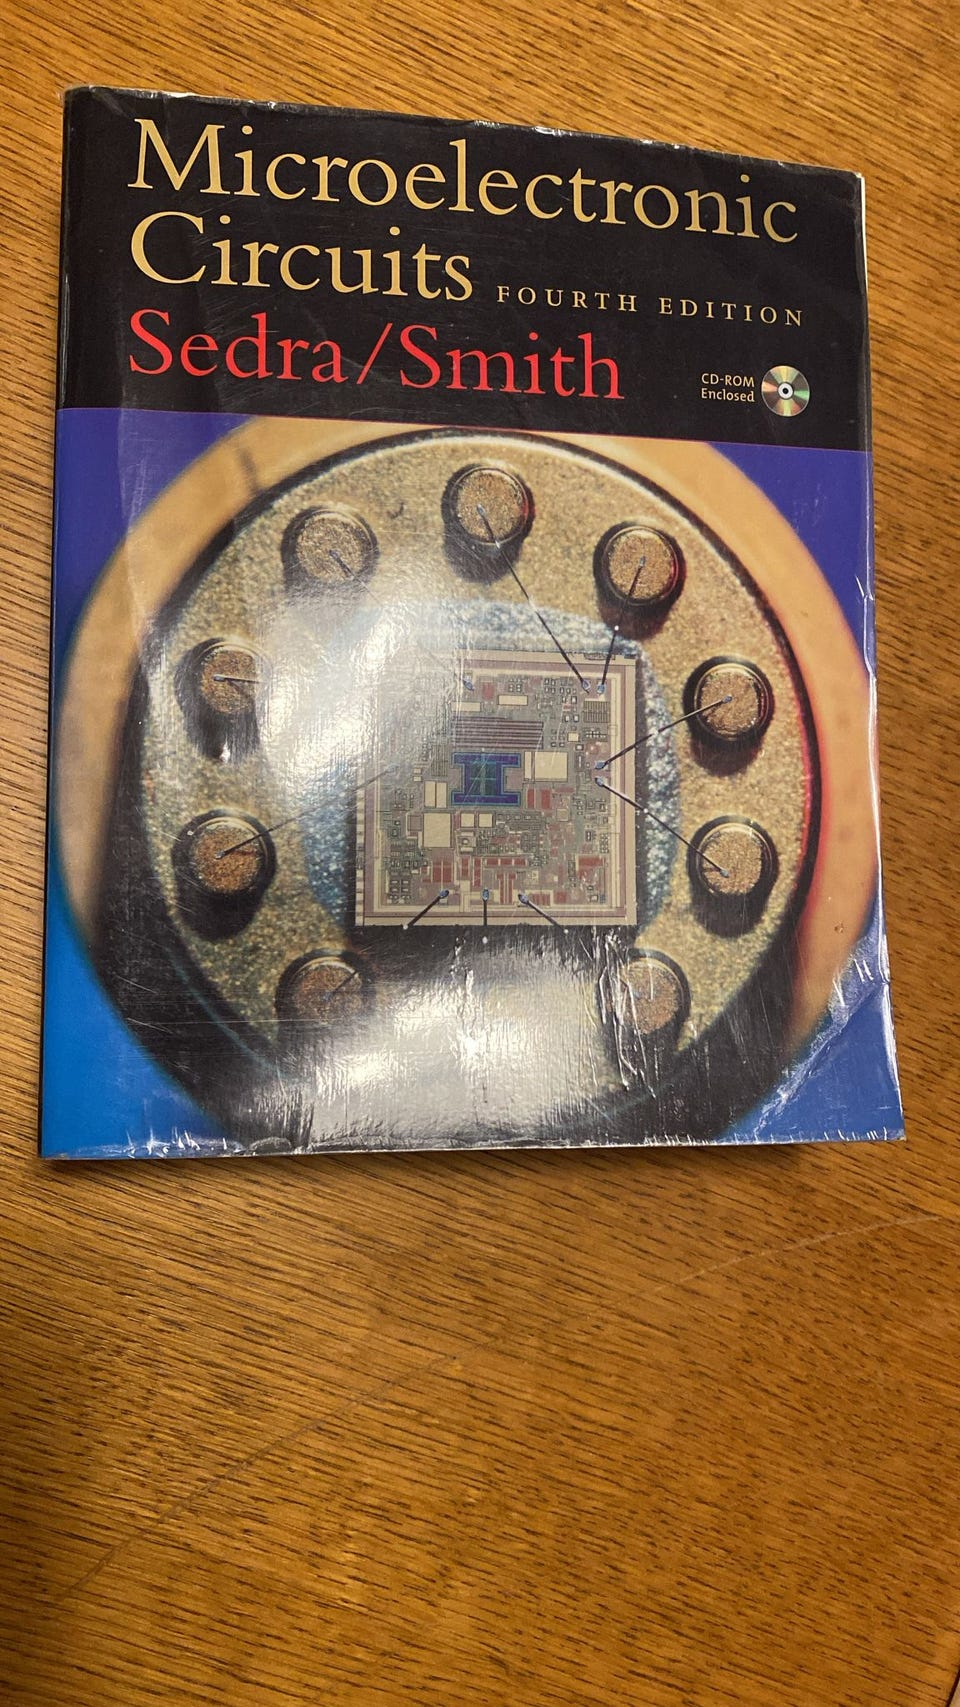 Microelectronic
Circuits FOURTH EDITION
Sedra/Smith
CD-ROM
Enclosed